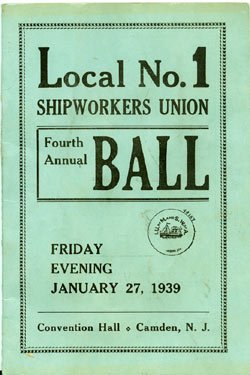 Local No. 1
SHIPWORKERS UNION
Fourth
Annual
BALL
FRIDAY
EVENING
JANUARY 27, 1939
Convention Hall ⋄ Camden, N. J.